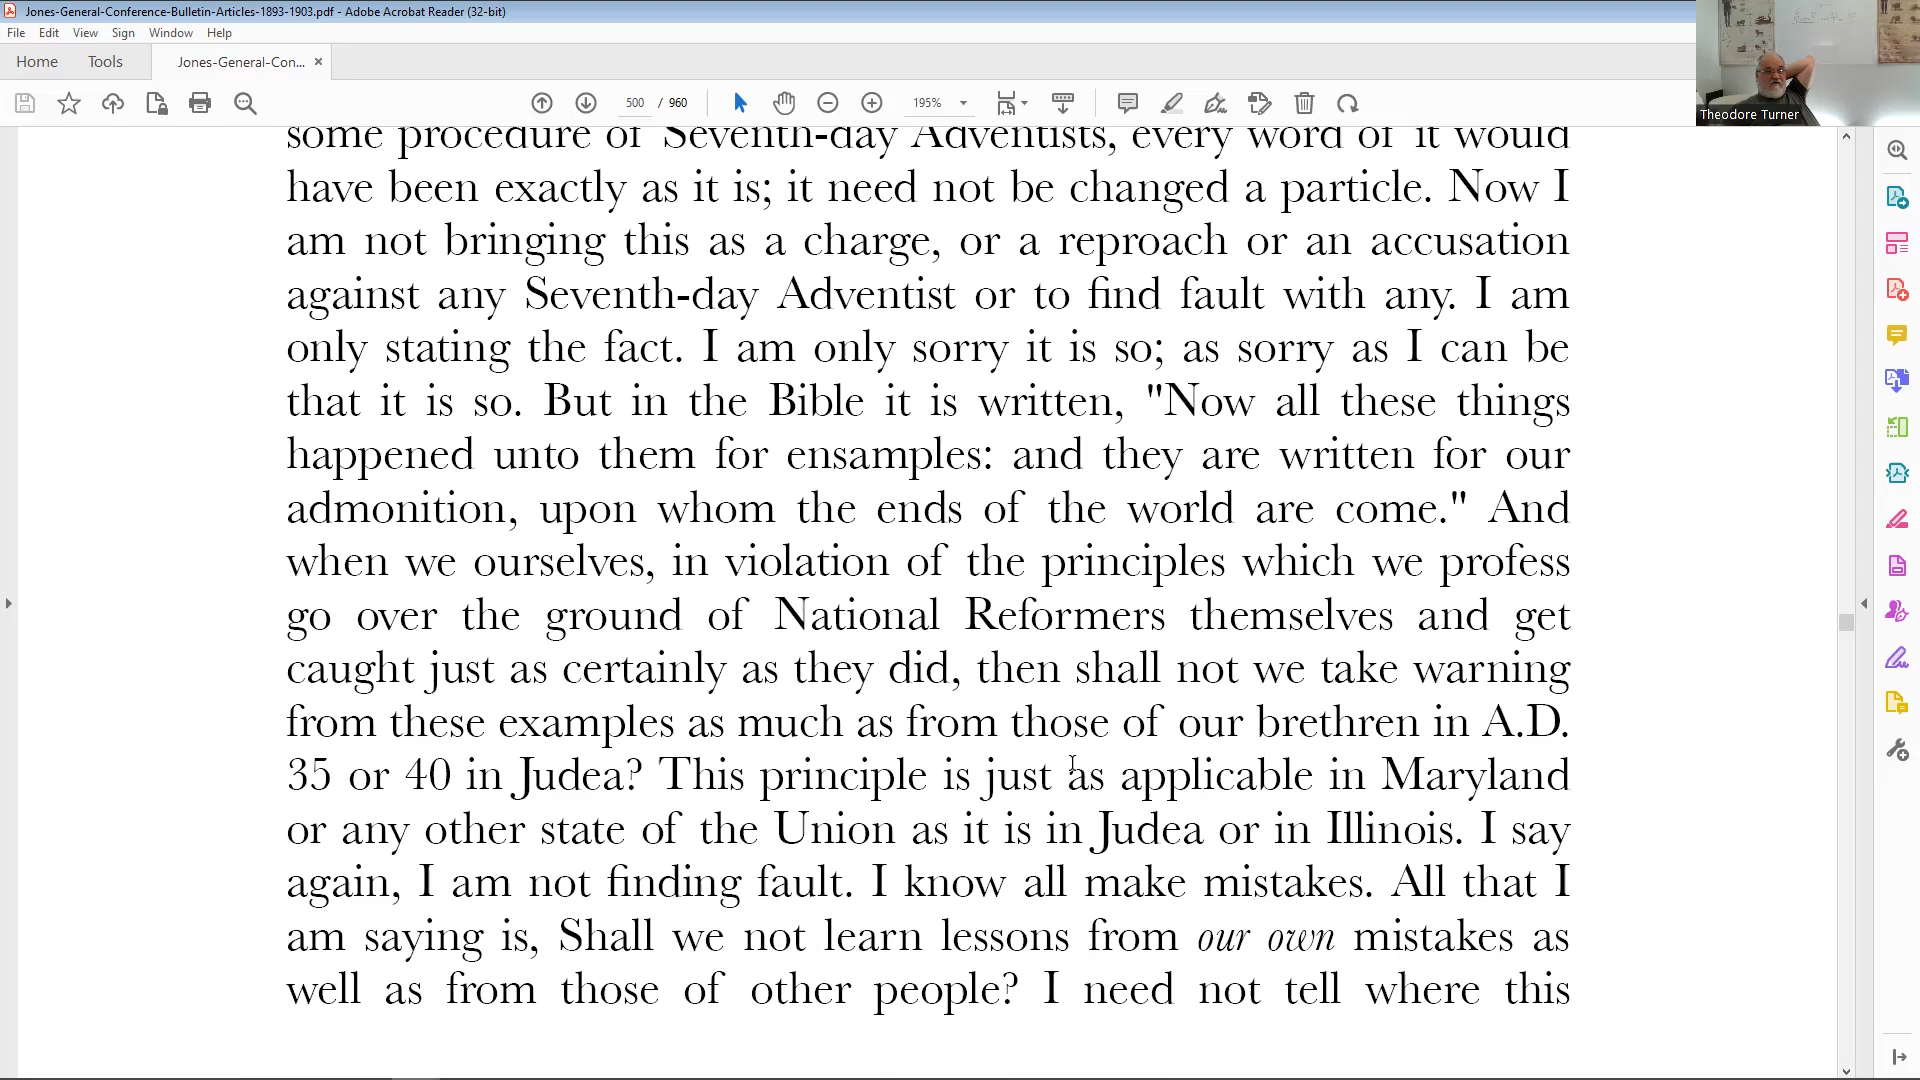 Jones-General-Conference-Bulletin-Articles-1893-1903.pdf - Adobe Acrobat Reader (32-bit)
File Edit View Sign Window Help
Home Tools Jones-General-Con... ×
500 / 960 195%
Theodore Turner
some procedure of Seventh-day Adventists, every word of it would
have been exactly as it is; it need not be changed a particle. Now I
am not bringing this as a charge, or a reproach or an accusation
against any Seventh-day Adventist or to find fault with any. I am
only stating the fact. I am only sorry it is so; as sorry as I can be
that it is so. But in the Bible it is written, "Now all these things
happened unto them for ensamples: and they are written for our
admonition, upon whom the ends of the world are come." And
when we ourselves, in violation of the principles which we profess
go over the ground of National Reformers themselves and get
caught just as certainly as they did, then shall not we take warning
from these examples as much as from those of our brethren in A.D.
35 or 40 in Judea? This principle is just as applicable in Maryland
or any other state of the Union as it is in Judea or in Illinois. I say
again, I am not finding fault. I know all make mistakes. All that I
am saying is, Shall we not learn lessons from our own mistakes as
well as from those of other people? I need not tell where this